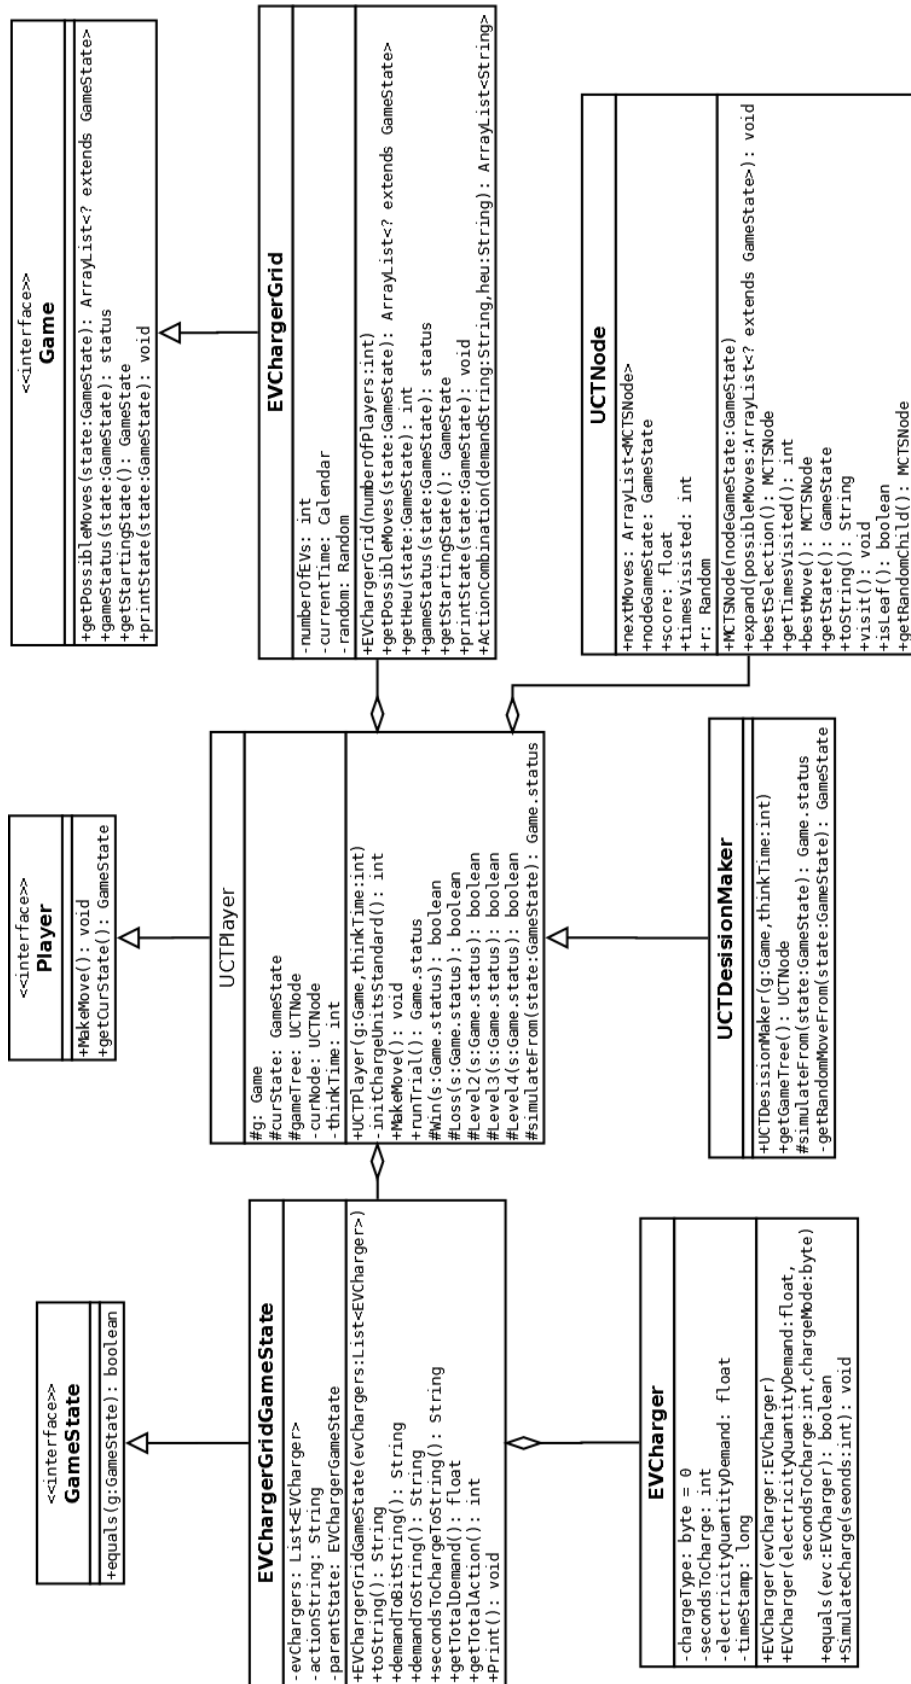 <<interface>>
GameState
+equals(g:GameState): boolean
EVChargerGridGameState
-evChargers: List<EVCharger>
-actionString: String
-parentState: EVChargerGameState
+EVChargerGridGameState(evChargers:List<EVCharger>)
+toString(): String
+demandToBitString(): String
+demandToString(): String
+secondsToChargeToString(): String
+getTotalDemand(): float
+getTotalAction(): int
+Print(): void
EVCharger
-chargeType: byte = 0
-secondsToCharge: int
-electricityQuantityDemand: float
-timeStamp: long
+EVCharger(evCharger:EVCharger)
+EVCharger(electricityQuantityDemand:float,
secondsToCharge:int,chargeMode:byte)
+equals(evc:EVCharger): boolean
+SimulateCharge(seonds:int): void
<<interface>>
Player
+MakeMove(): void
+getCurState(): GameState
UCTPlayer
#g: Game
#curState: GameState
#gameTree: UCTNode
-curNode: UCTNode
-thinkTime: int
+UCTPlayer(g:Game,thinkTime:int)
-initChargeUnitsStandard(): int
+MakeMove(): void
+runTrial(): Game.status
#Win(s:Game.status): boolean
#Loss(s:Game.status): boolean
#Level2(s:Game.status): boolean
#Level3(s:Game.status): boolean
#Level4(s:Game.status): boolean
#simulateFrom(state:GameState): Game.status
UCTDesisionMaker
+UCTDesisionMaker(g:Game,thinkTime:int)
+getGameTree(): UCTNode
#simulateFrom(state:GameState): Game.status
-getRandomMoveFrom(state:GameState): GameState
<<interface>>
Game
+getPossibleMoves(state:GameState): ArrayList<? extends GameState>
+gameStatus(state:GameState): status
+getStartingState(): GameState
+printState(state:GameState): void
EVChargerGrid
-numberOfEVs: int
-currentTime: Calendar
-random: Random
+EVChargerGrid(numberOfPlayers:int)
+getPossibleMoves(state:GameState): ArrayList<? extends GameState>
+getHeu(state:GameState): int
+gameStatus(state:GameState): status
+getStartingState(): GameState
+printState(state:GameState): void
+ActionCombination(demandString:String,heu:String): ArrayList<String>
UCTNode
+nextMoves: ArrayList<MCTSNode>
+nodeGameState: GameState
+score: float
+timesVisisted: int
+r: Random
+MCTSNode(nodeGameState:GameState)
+expand(possibleMoves:ArrayList<? extends GameState>): void
+bestSelection(): MCTSNode
+getTimesVisited(): int
+bestMove(): MCTSNode
+getState(): GameState
+toString(): String
+visit(): void
+isLeaf(): boolean
+getRandomChild(): MCTSNode